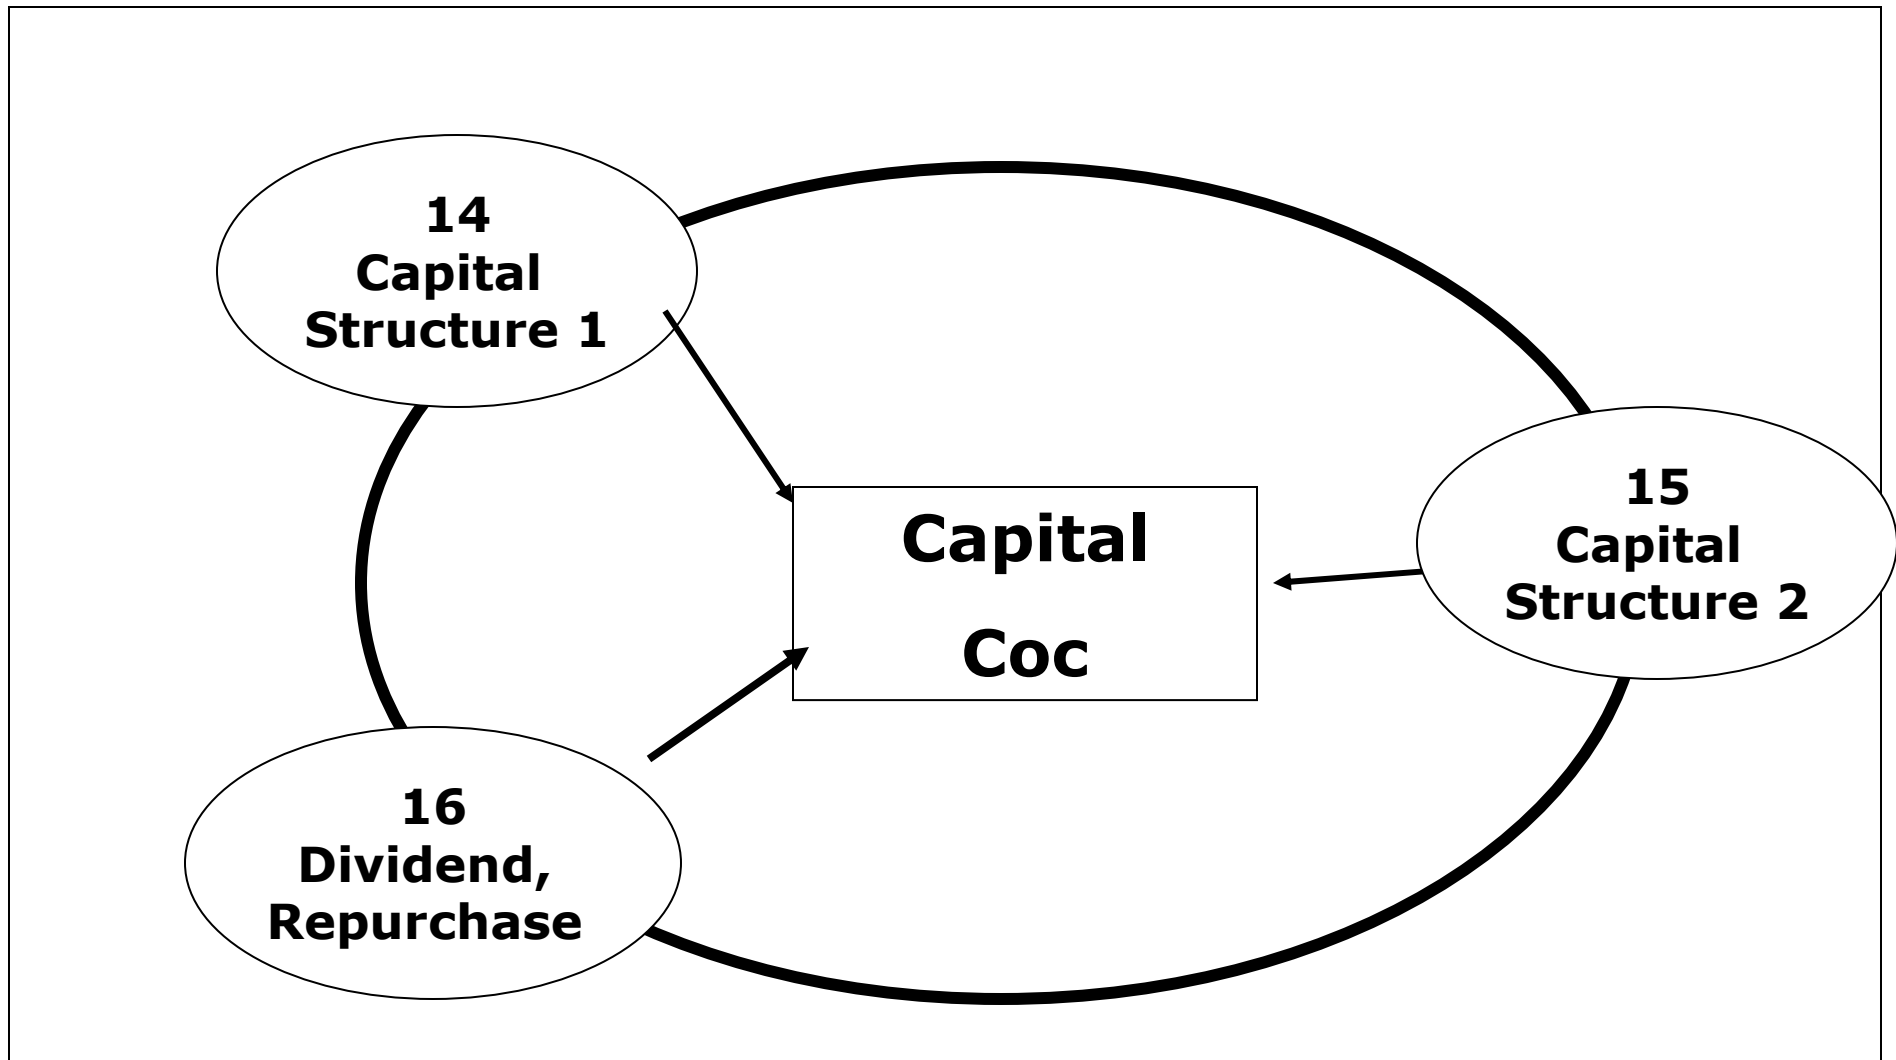 14
Capital
Structure 1
Capital
Coc
15
Capital
Structure 2
16
Dividend,
Repurchase